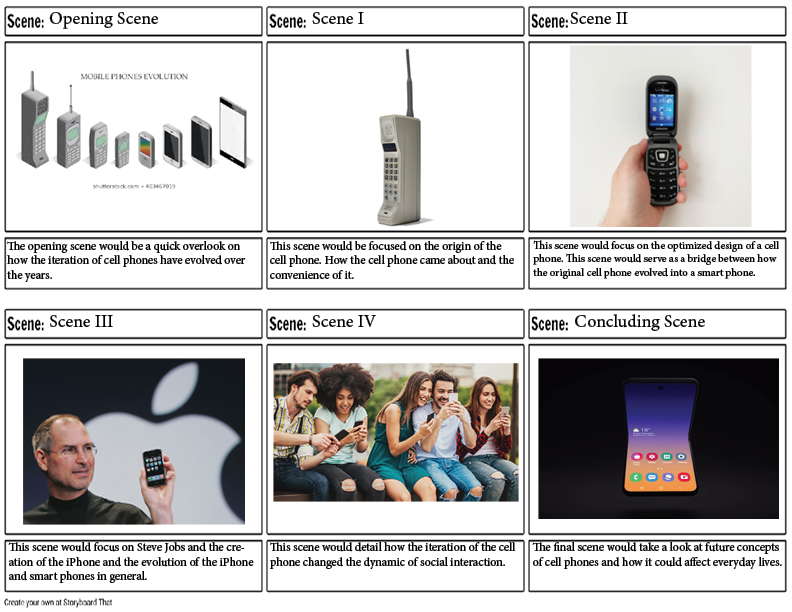 Scene: Opening Scene
Scene: Scene I
Scene: Scene II
MOBILE PHONES EVOLUTION
shutterstock.com • 403467019
The opening scene would be a quick overlook on
how the iteration of cell phones have evolved over
the years.
This scene would be focused on the origin of the
cell phone. How the cell phone came about and the
convenience of it.
This scene would focus on the optimized design of a cell
phone. This scene would serve as a bridge between how
the original cell phone evolved into a smart phone.
Scene: Scene III
Scene: Scene IV
Scene: Concluding Scene
This scene would focus on Steve Jobs and the cre-
ation of the iPhone and the evolution of the iPhone
and smart phones in general.
This scene would detail how the iteration of the cell
phone changed the dynamic of social interaction.
The final scene would take a look at future concepts
of cell phones and how it could affect everyday lives.
Create your own at Storyboard That